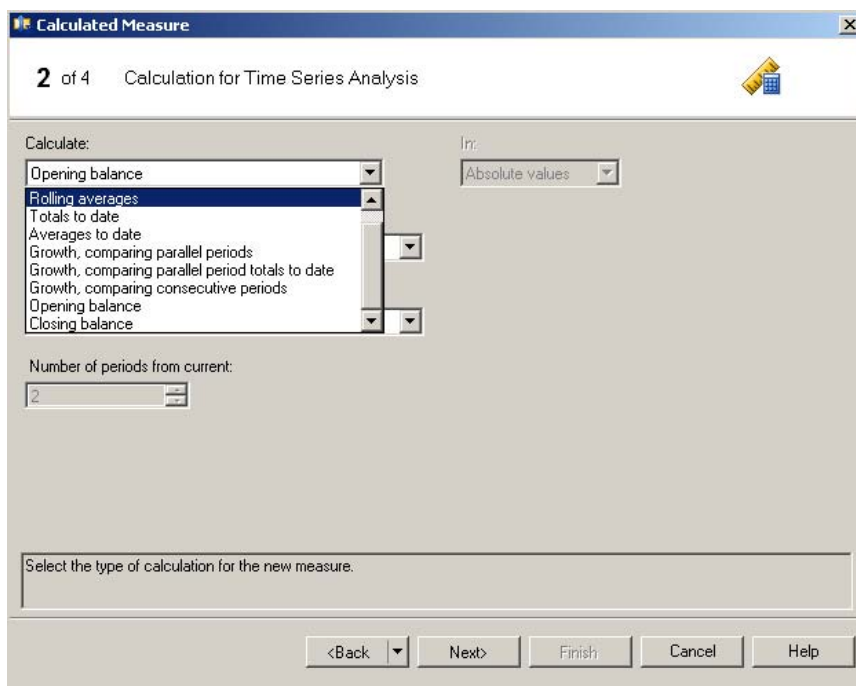 Calculated Measure
2 of 4 Calculation for Time Series Analysis
Calculate:
In:
Opening balance
Absolute values
Rolling averages
Totals to date
Averages to date
Growth, comparing parallel periods
Growth, comparing parallel period totals to date
Growth, comparing consecutive periods
Opening balance
Closing balance
Number of periods from current:
2
Select the type of calculation for the new measure.
<Back Next> Finish Cancel Help